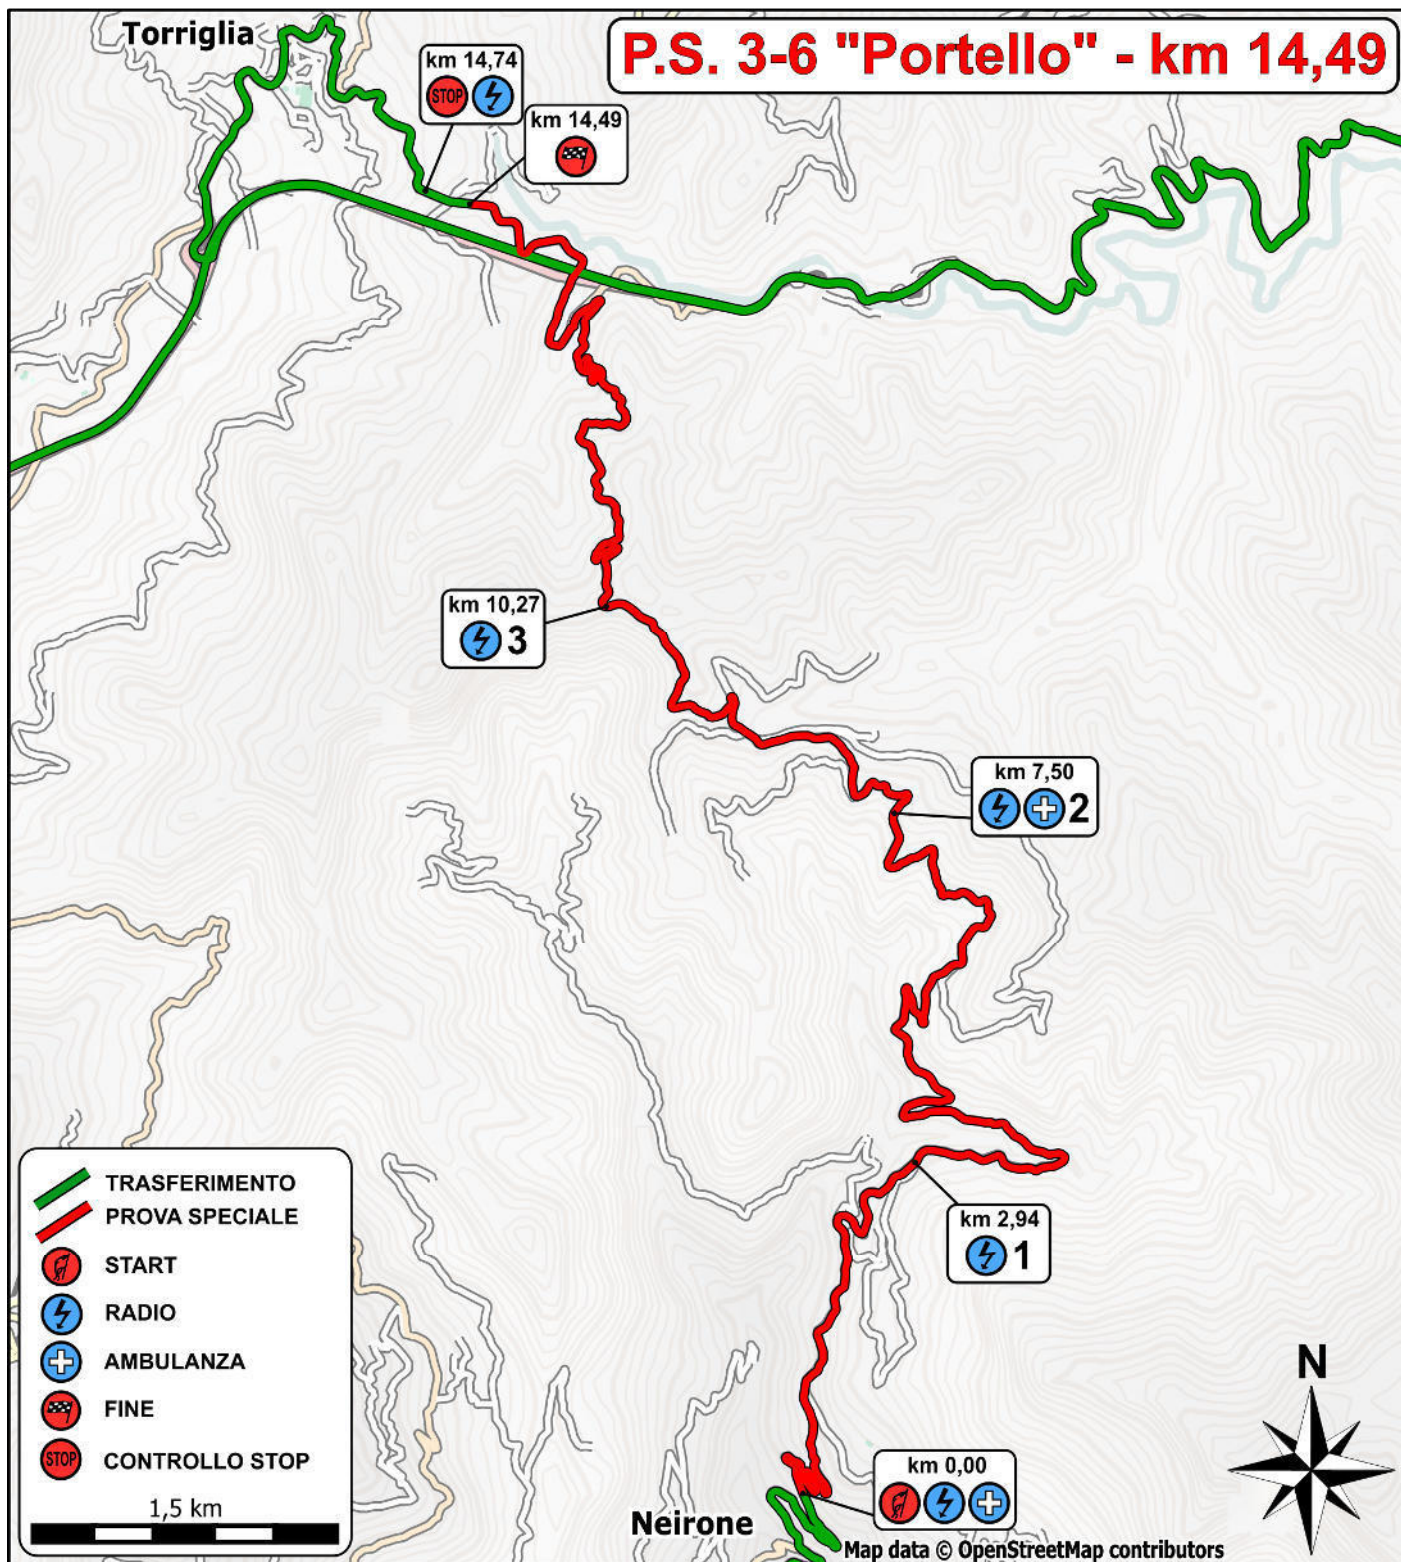 Torriglia
P.S. 3-6 "Portello" - km 14,49
km 14,74
STOP
km 14,49
km 10,27
3
km 7,50
2
km 2,94
1
TRASFERIMENTO
PROVA SPECIALE
START
RADIO
AMBULANZA
FINE
STOP CONTROLLO STOP
1,5 km
N
km 0,00
Neirone
Map data © OpenStreetMap contributors